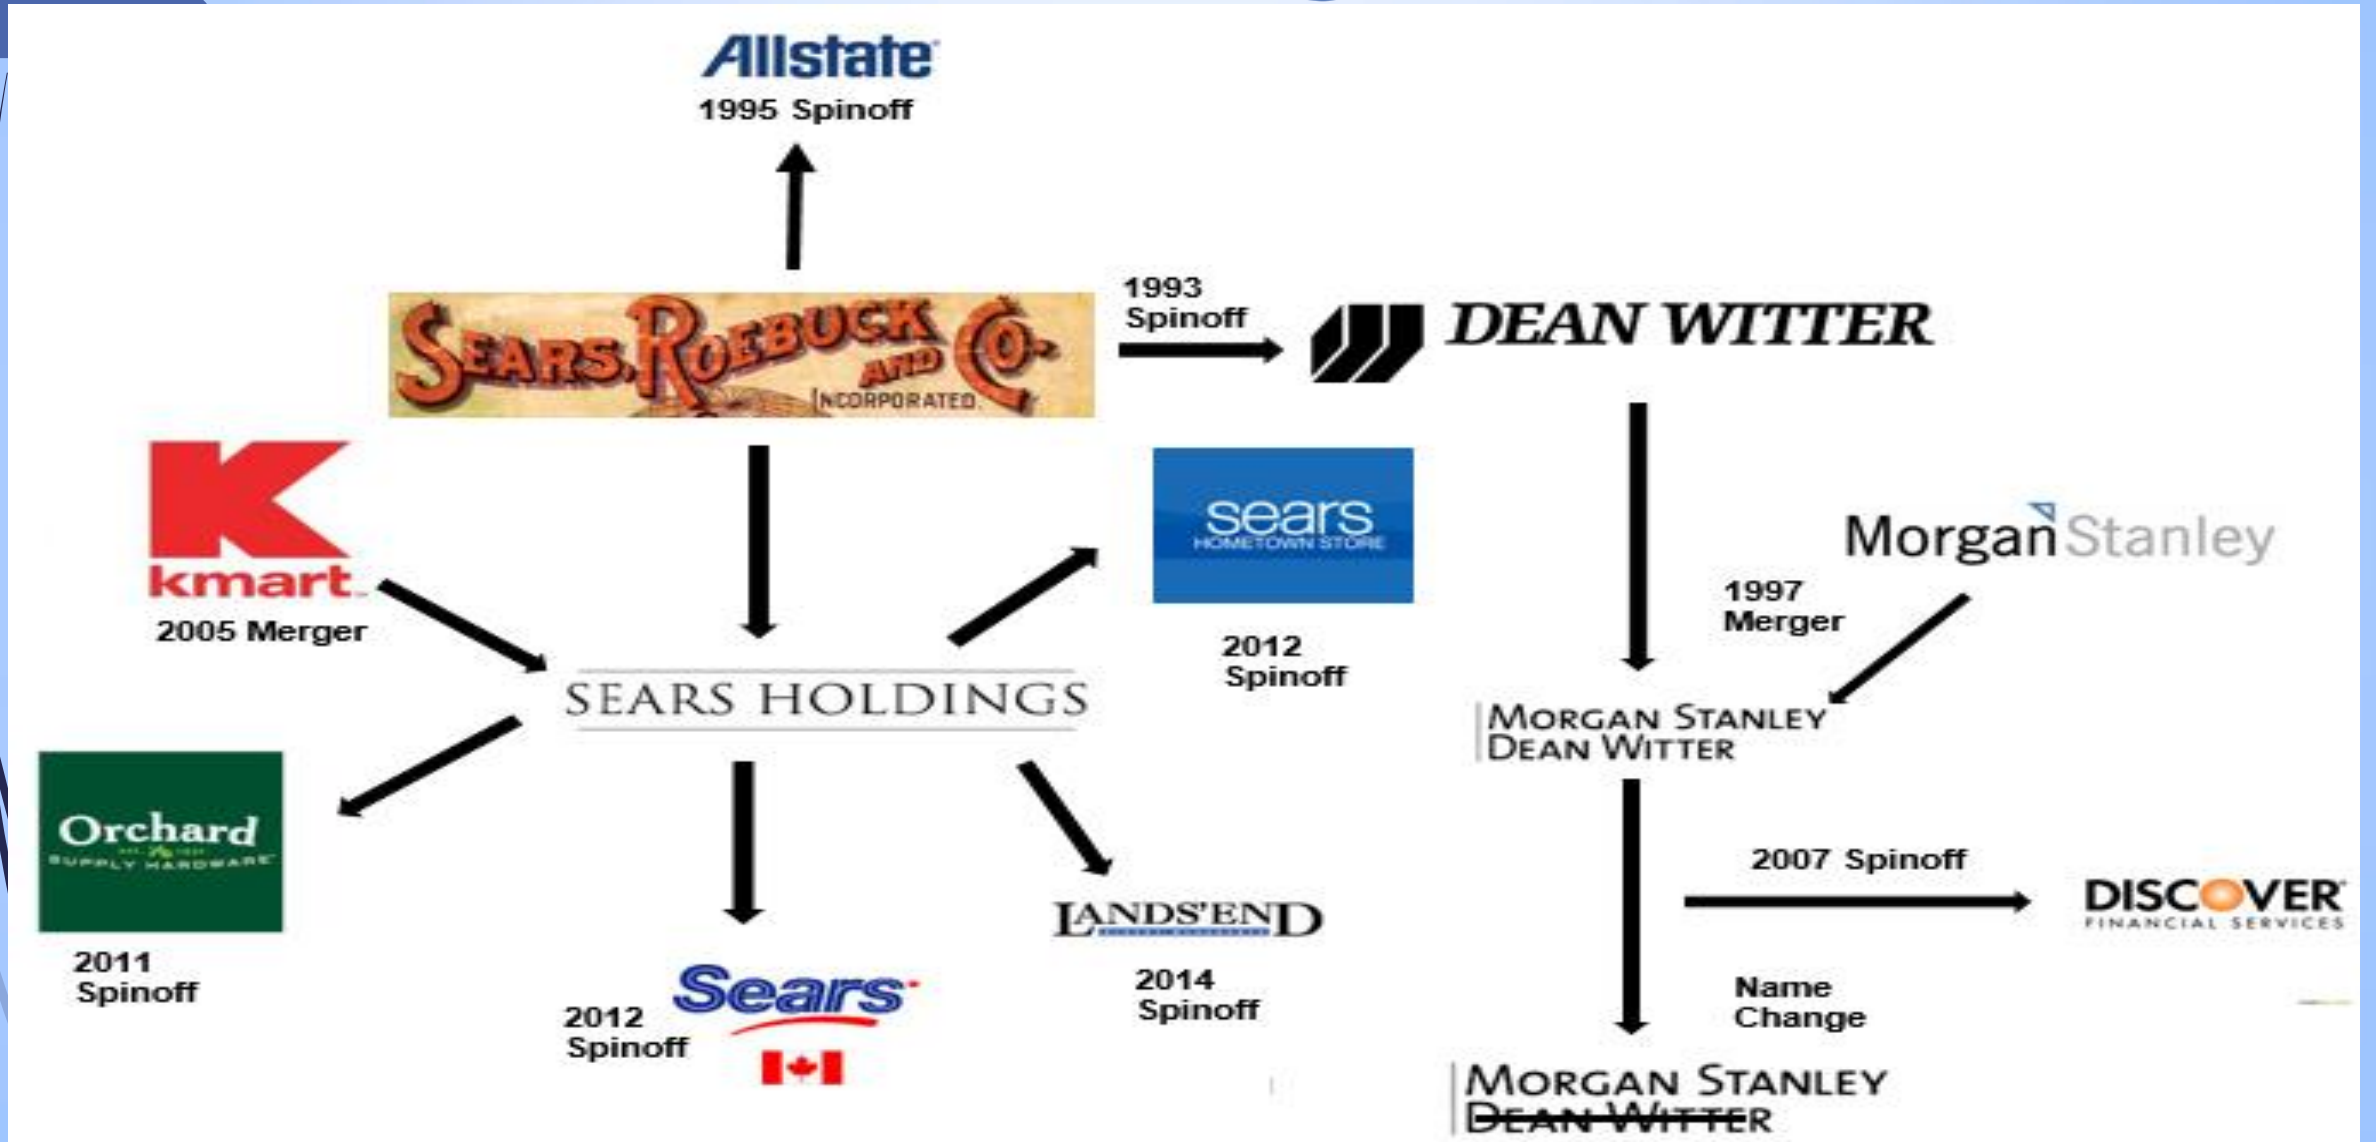 Allstate
1995 Spinoff
SEARS, ROEBUCK AND CO.
INCORPORATED.
1993
Spinoff
DEAN WITTER
K
kmart
2005 Merger
sears
HOMETOWN STORE
2012
Spinoff
Morgan Stanley
1997
Merger
SEARS HOLDINGS
MORGAN STANLEY
DEAN WITTER
Orchard
SUPPLY HARDWARE
2011
Spinoff
2012
Spinoff
Sears
LANDS'END
2014
Spinoff
2007 Spinoff
DISCOVER
FINANCIAL SERVICES
Name
Change
MORGAN STANLEY
DEAN WITTER